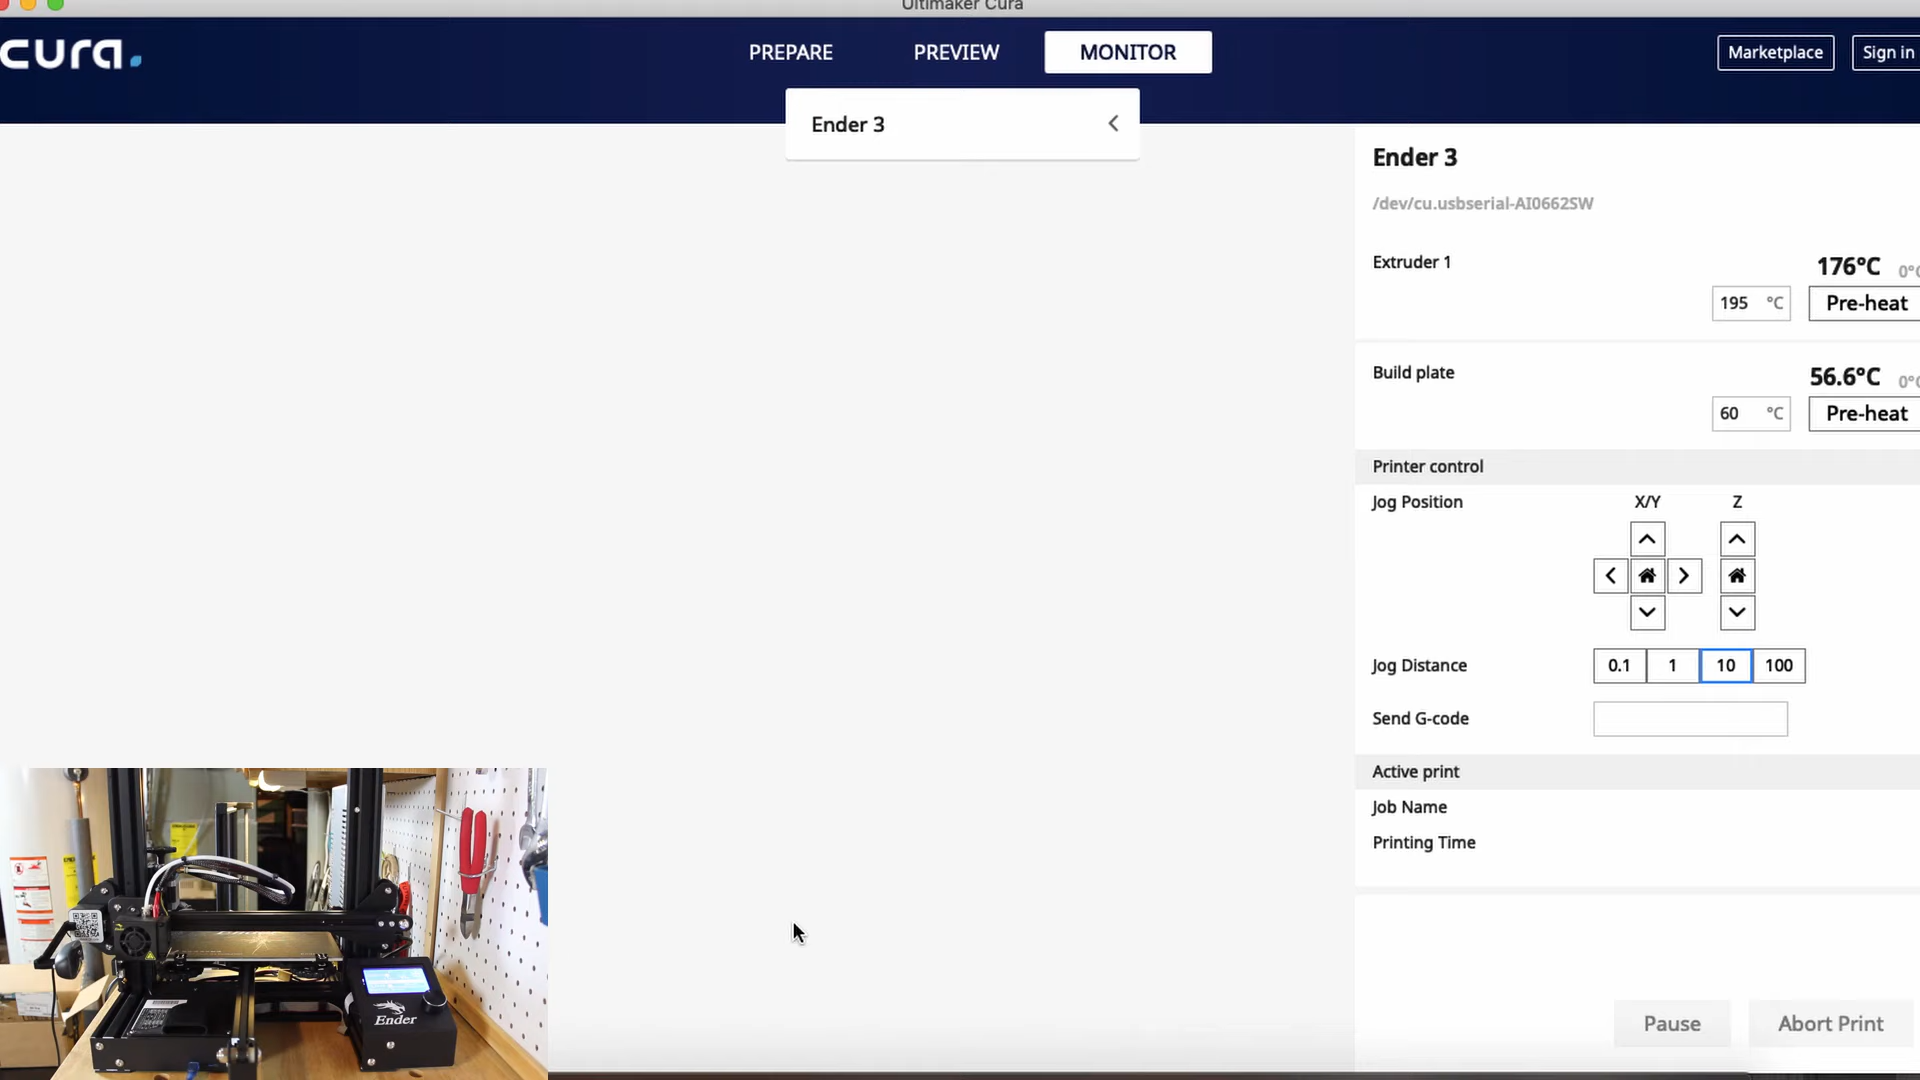 Ultimaker Cura
cura.
PREPARE
PREVIEW
MONITOR
Marketplace
Sign in
Ender 3
Ender 3
/dev/cu.usbserial-AI0662SW
Extruder 1
176°C
0°C
195 °C
Pre-heat
Build plate
56.6°C
0°C
60 °C
Pre-heat
Printer control
Jog Position
X/Y
Z
Jog Distance
0.1
1
10
100
Send G-code
Active print
Job Name
Printing Time
Ender
Pause
Abort Print